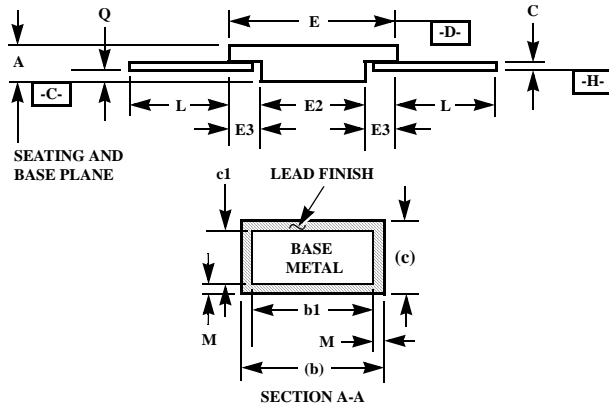 Q
E
C
-D-
A
-C-
-H-
L
E2
L
E3
E3
SEATING AND
BASE PLANE
c1
LEAD FINISH
BASE
METAL
(c)
b1
M
M
(b)
SECTION A-A